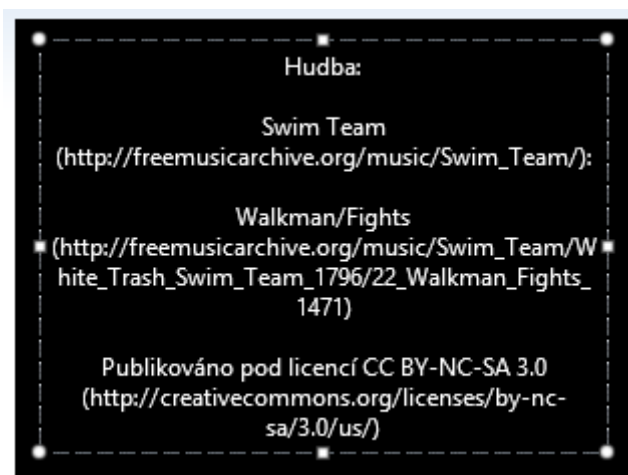 Hudba:
Swim Team
(http://freemusicarchive.org/music/Swim_Team/):
Walkman/Fights
(http://freemusicarchive.org/music/Swim_Team/W
hite_Trash_Swim_Team_1796/22_Walkman_Fights_
1471)
Publikováno pod licencí CC BY-NC-SA 3.0
(http://creativecommons.org/licenses/by-nc-
sa/3.0/us/)